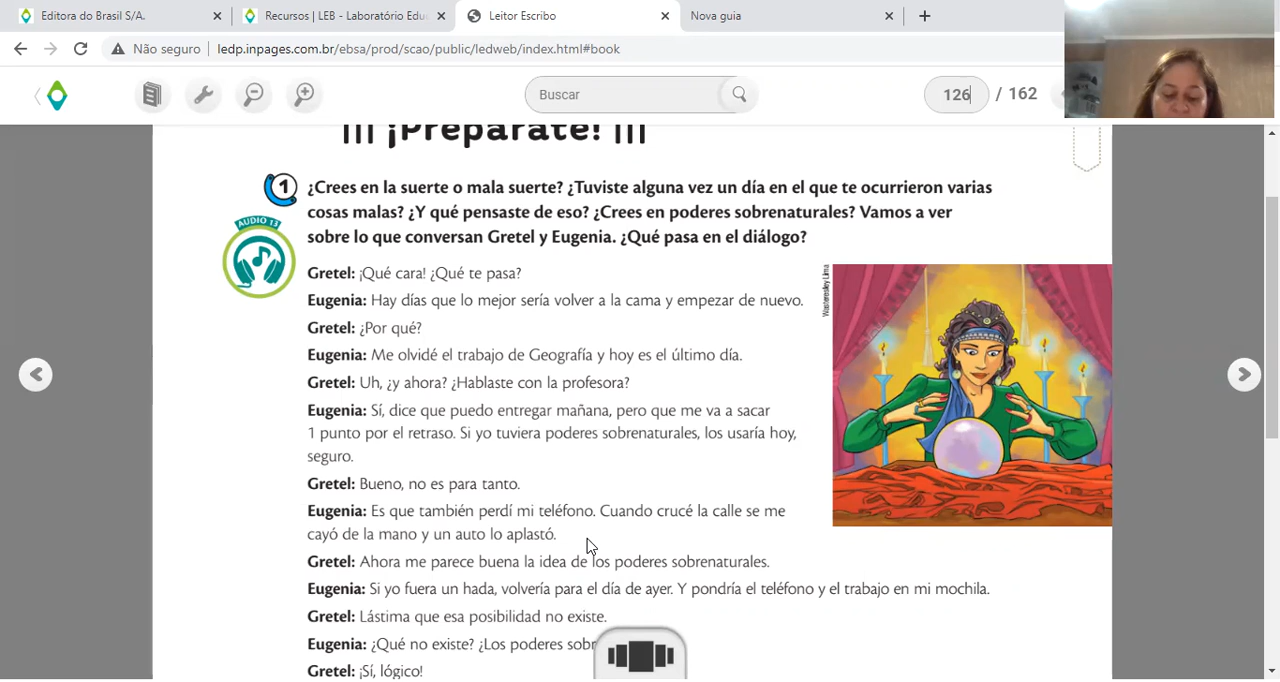 Editora do Brasil S/A.
Recursos | LEB - Laboratório Edu
Leitor Escribo
Nova guia
Não seguro | ledp.inpages.com.br/ebsa/prod/scao/public/ledweb/index.html#book
Buscar
126 / 162
¡Prepárate!
1 ¿Crees en la suerte o mala suerte? ¿Tuviste alguna vez un día en el que te ocurrieron varias
cosas malas? ¿Y qué pensaste de eso? ¿Crees en poderes sobrenaturales? Vamos a ver
sobre lo que conversan Gretel y Eugenia. ¿Qué pasa en el diálogo?
AUDIO 13
Gretel: ¡Qué cara! ¿Qué te pasa?
Eugenia: Hay días que lo mejor sería volver a la cama y empezar de nuevo.
Gretel: ¿Por qué?
Eugenia: Me olvidé el trabajo de Geografía y hoy es el último día.
Gretel: Uh, ¿y ahora? ¿Hablaste con la profesora?
Eugenia: Sí, dice que puedo entregar mañana, pero que me va a sacar
1 punto por el retraso. Si yo tuviera poderes sobrenaturales, los usaría hoy,
seguro.
Gretel: Bueno, no es para tanto.
Eugenia: Es que también perdí mi teléfono. Cuando crucé la calle se me
cayó de la mano y un auto lo aplastó.
Gretel: Ahora me parece buena la idea de los poderes sobrenaturales.
Eugenia: Si yo fuera un hada, volvería para el día de ayer. Y pondría el teléfono y el trabajo en mi mochila.
Gretel: Lástima que esa posibilidad no existe.
Eugenia: ¿Qué no existe? ¿Los poderes sobr
Gretel: ¡Sí, lógico!
Wasteresley Lima